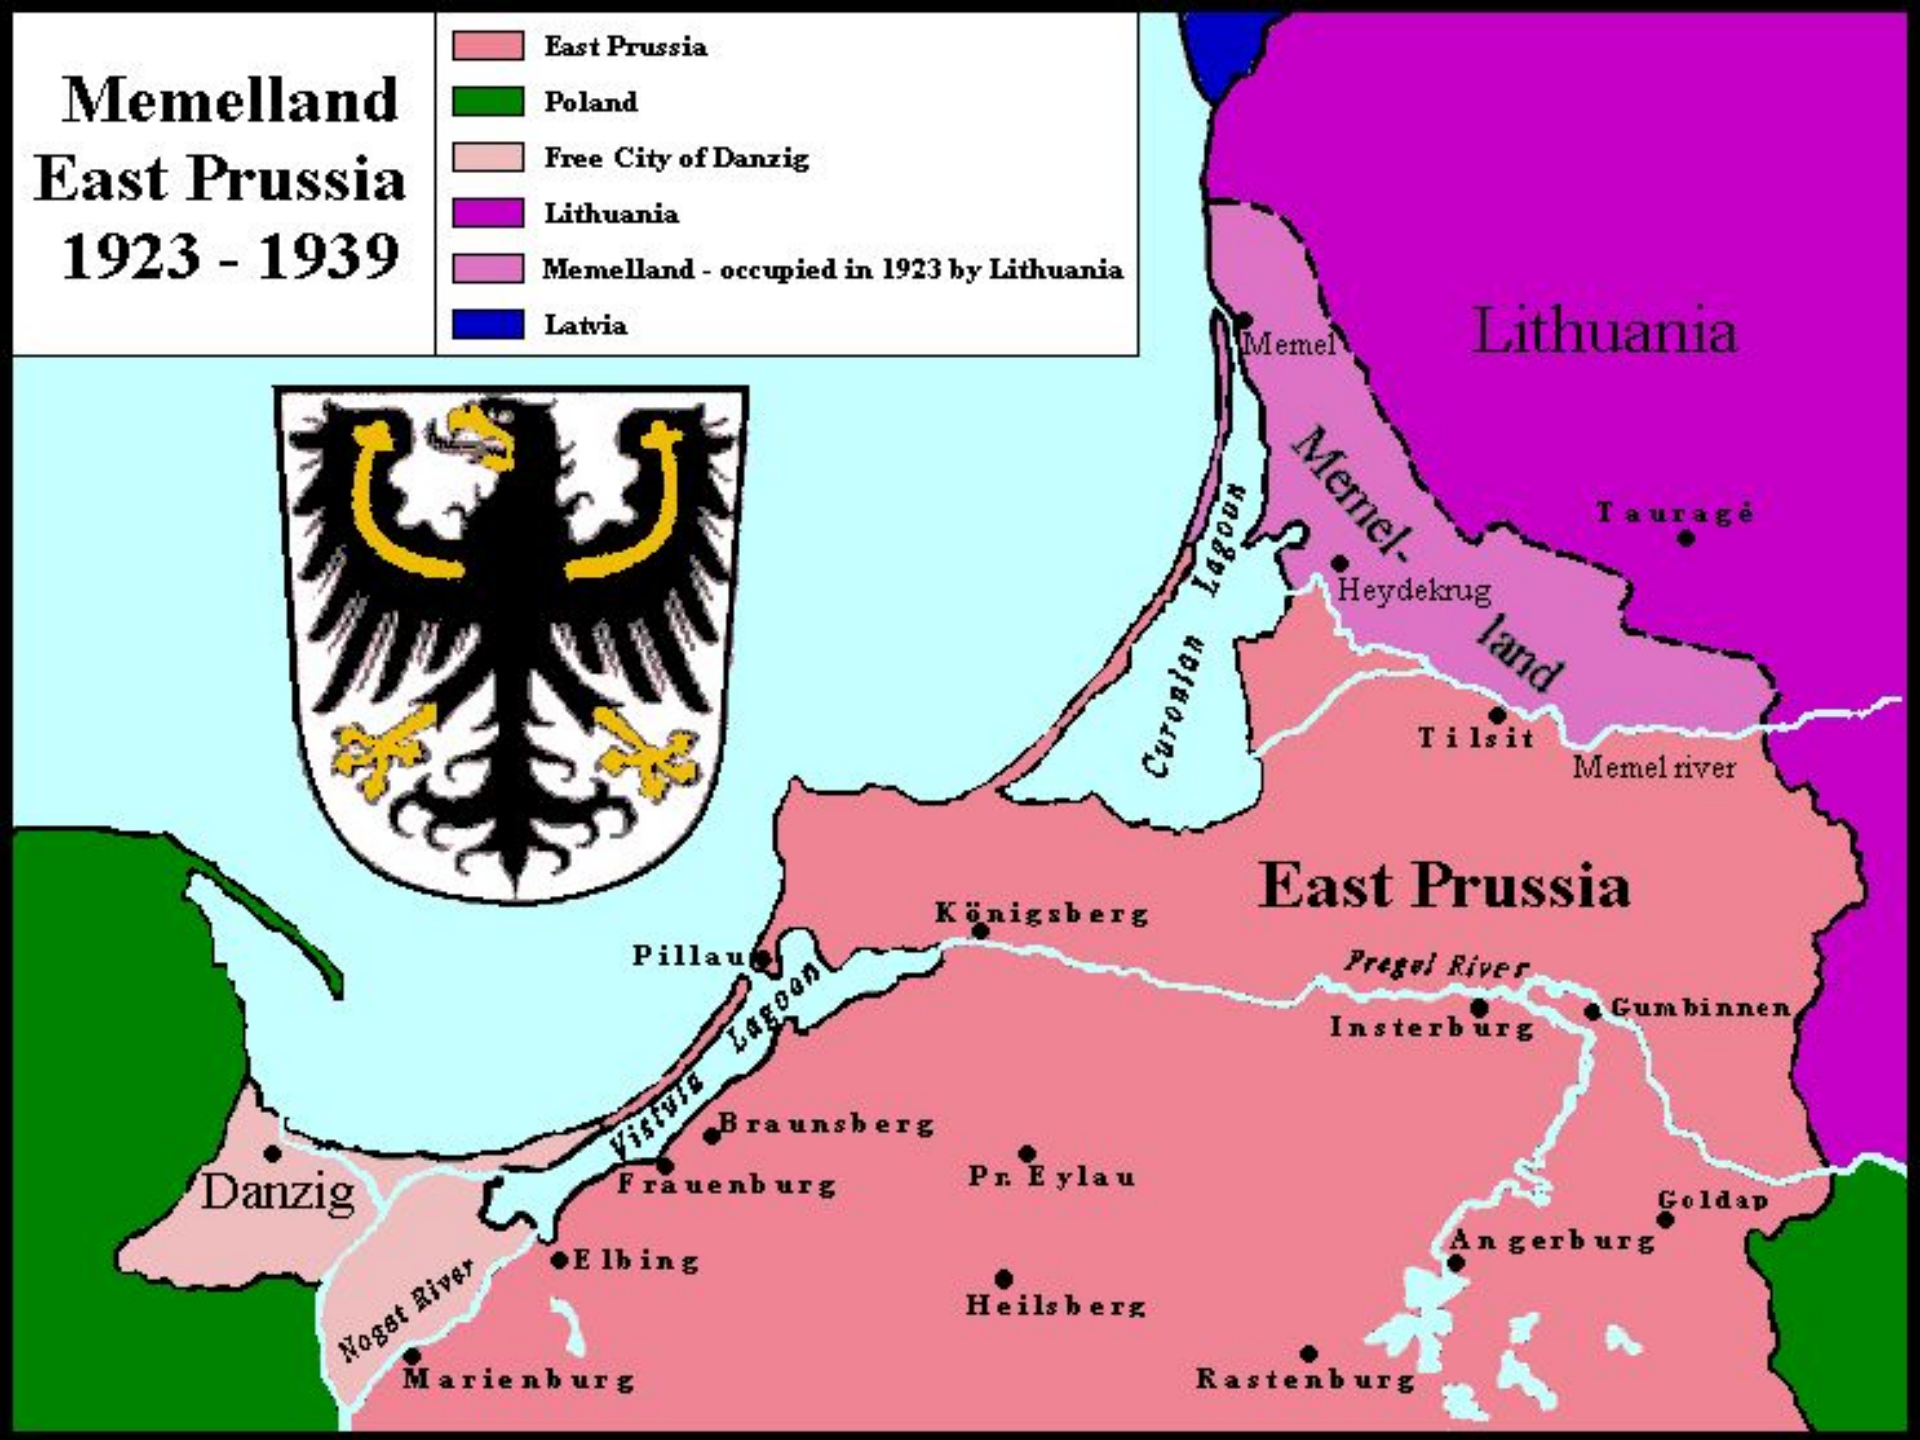 Memelland
East Prussia
1923 - 1939
East Prussia
Poland
Free City of Danzig
Lithuania
Memelland - occupied in 1923 by Lithuania
Latvia
Lithuania
Memel
Memel-
land
Tauragė
Heydekrug
Curonian Lagoon
Tilsit
Memel river
East Prussia
Königsberg
Pillau
Pregel River
Insterburg
Gumbinnen
Vistula Lagoon
Braunsberg
Frauenburg
Pr. Eylau
Danzig
Goldap
Angerburg
Elbing
Nogat River
Heilsberg
Marienburg
Rastenburg